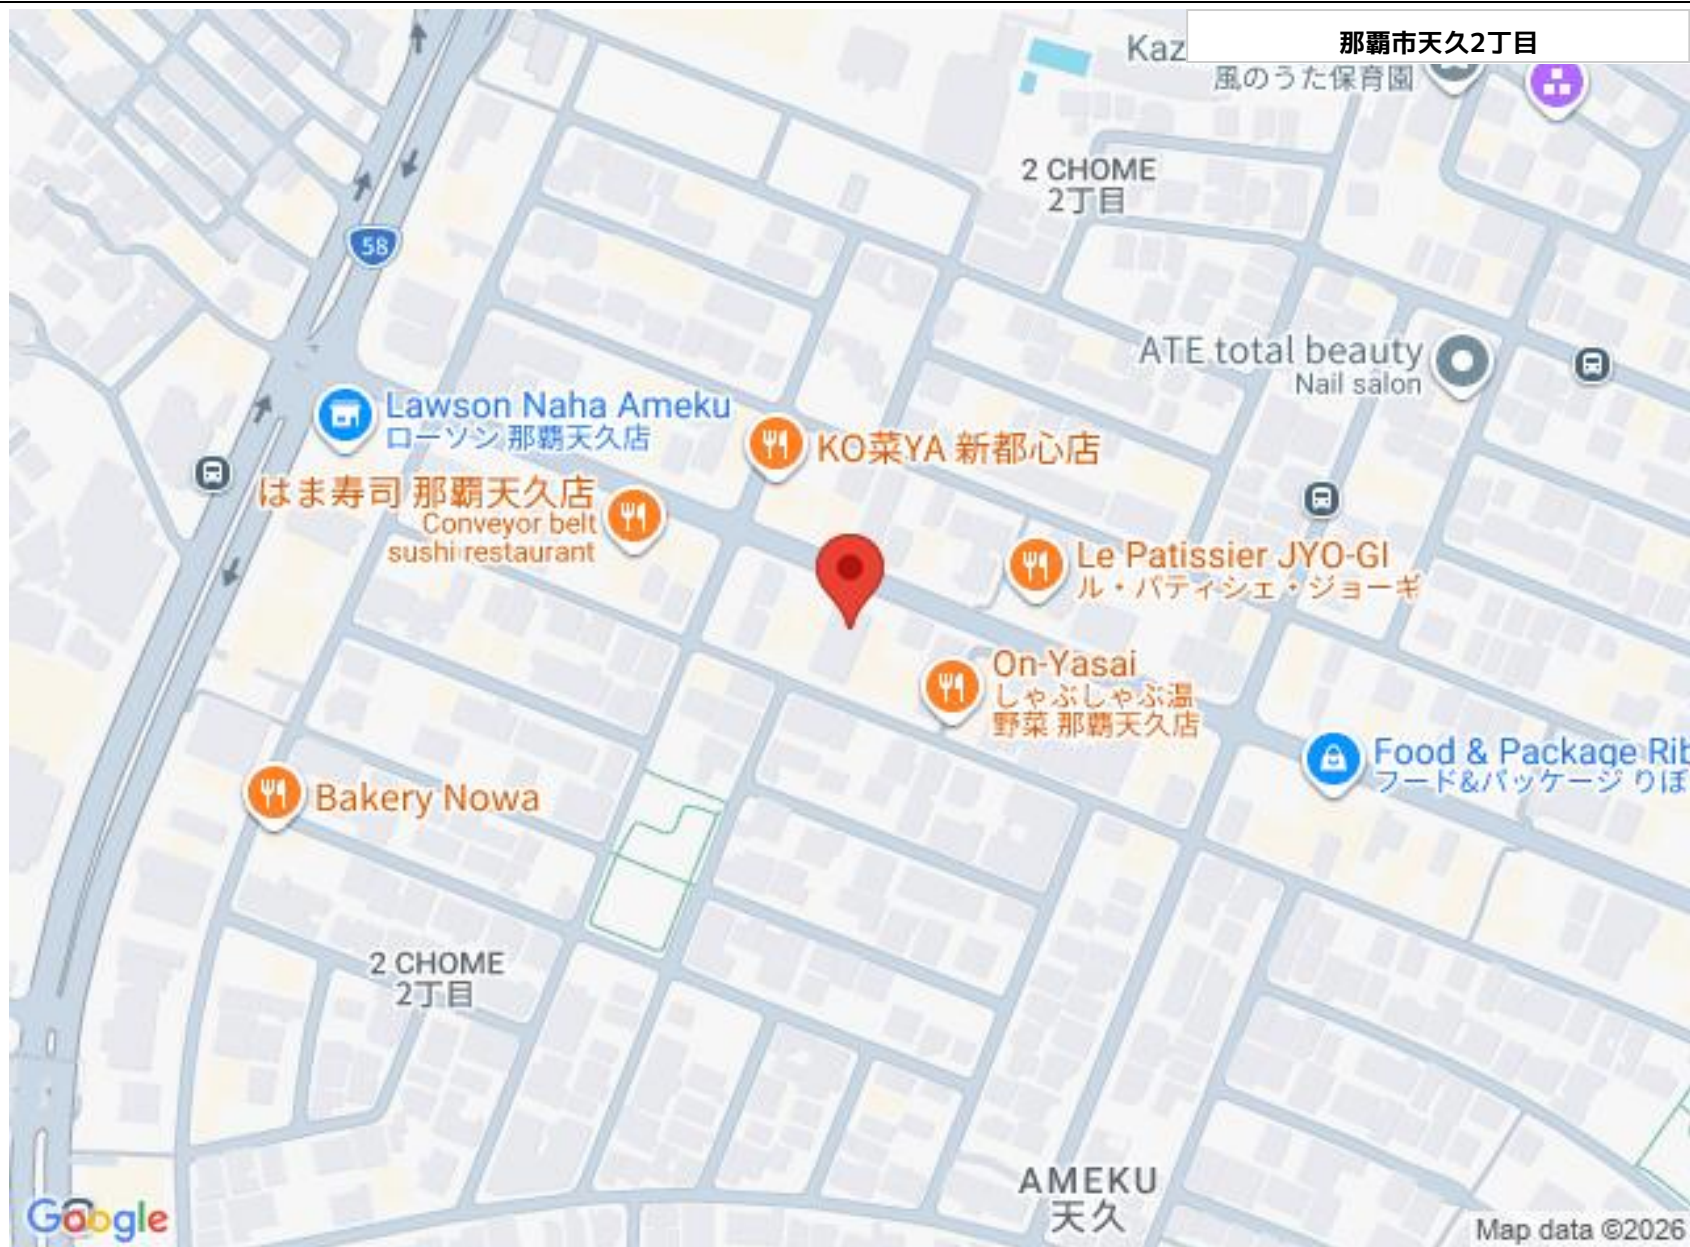 那覇市天久2丁目
Kaz
風のうた保育園
2 CHOME
2丁目
58
ATE total beauty
Nail salon
Lawson Naha Ameku
ローソン 那覇天久店
KO菜YA 新都心店
はま寿司 那覇天久店
Conveyor belt
sushi restaurant
Le Patissier JYO-GI
ル・パティシェ・ジョーギ
On-Yasai
しゃぶしゃぶ温
野菜 那覇天久店
Food & Package Rib
フード&パッケージ りぼ
Bakery Nowa
2 CHOME
2丁目
AMEKU
天久
Google
Map data ©2026